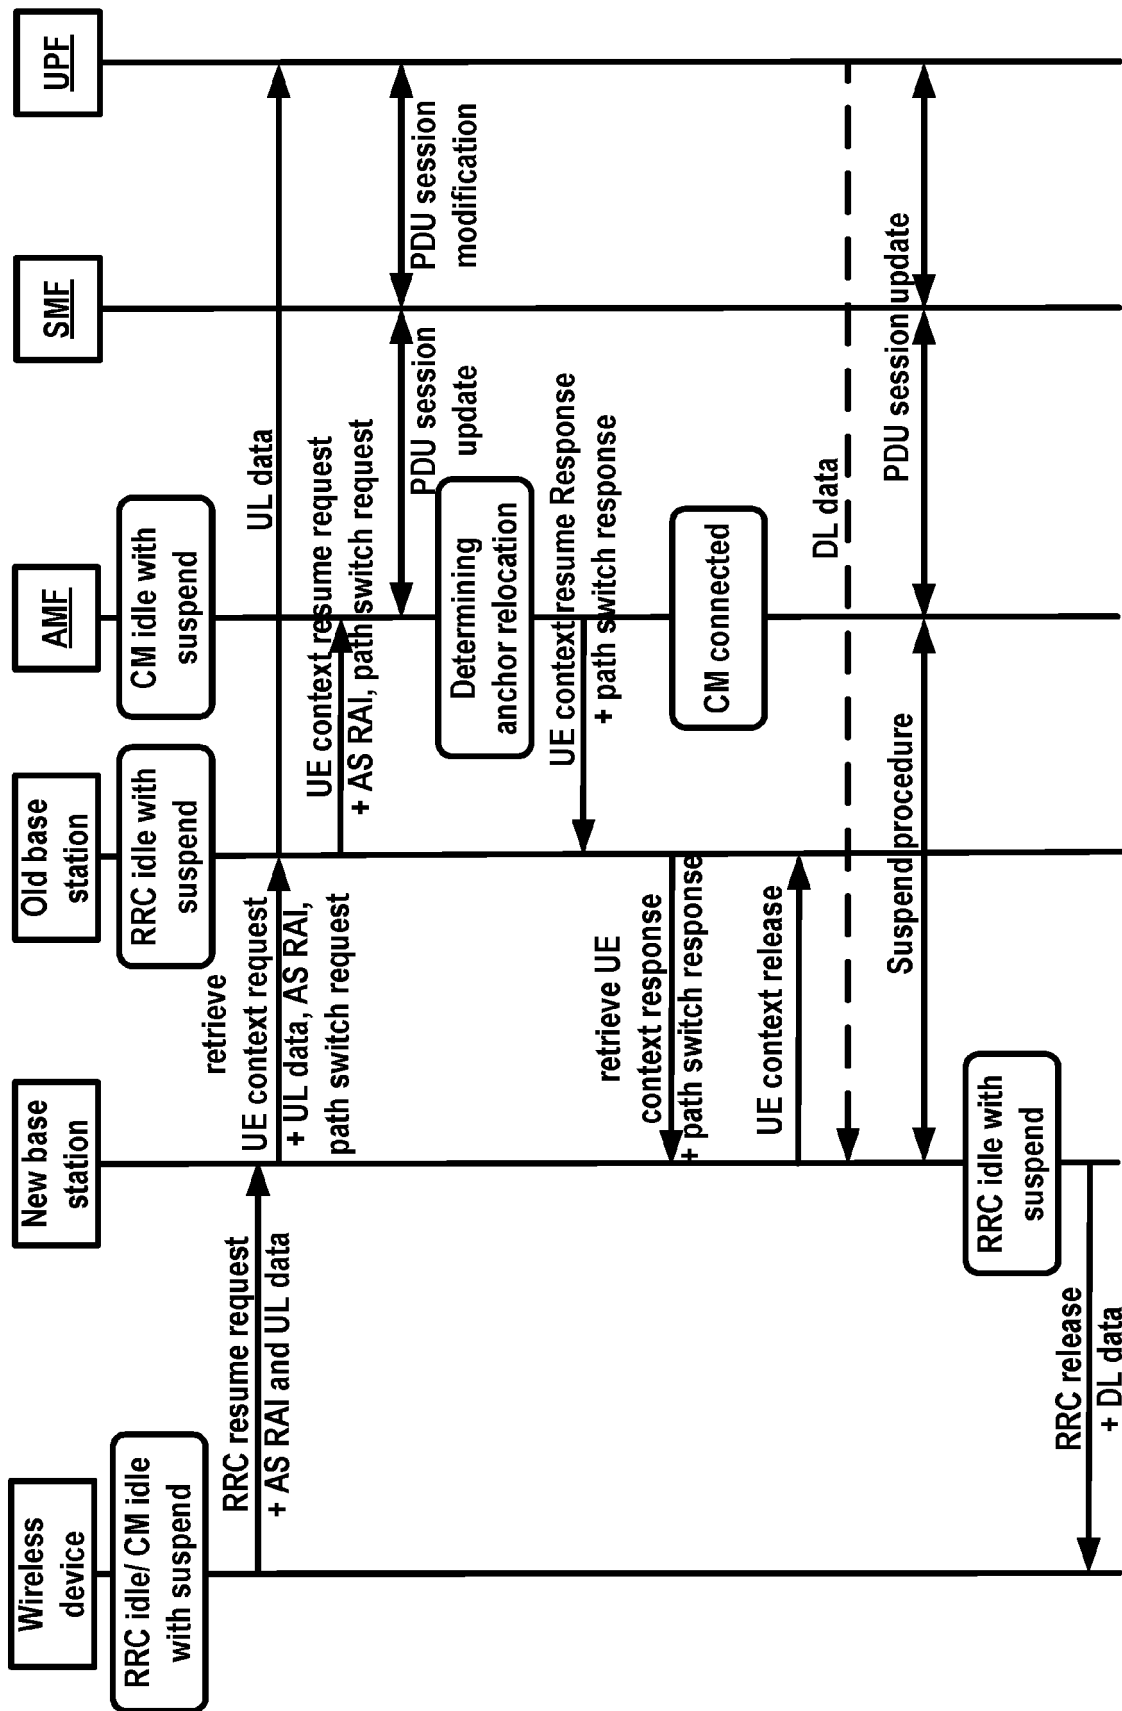 Wireless
device
New base
station
Old base
station
AMF
SMF
UPF
RRC idle/ CM idle
with suspend
RRC idle with
suspend
CM idle with
suspend
RRC resume request
+ AS RAI and UL data
retrieve
UE context request
+ UL data, AS RAI,
path switch request
UL data
UE context resume request
+ AS RAI, path switch request
PDU session
update
PDU session
modification
Determining
anchor relocation
UE context resume Response
+ path switch response
retrieve UE
context response
+ path switch response
CM connected
UE context release
DL data
Suspend procedure
PDU session update
RRC idle with
suspend
RRC release
+ DL data